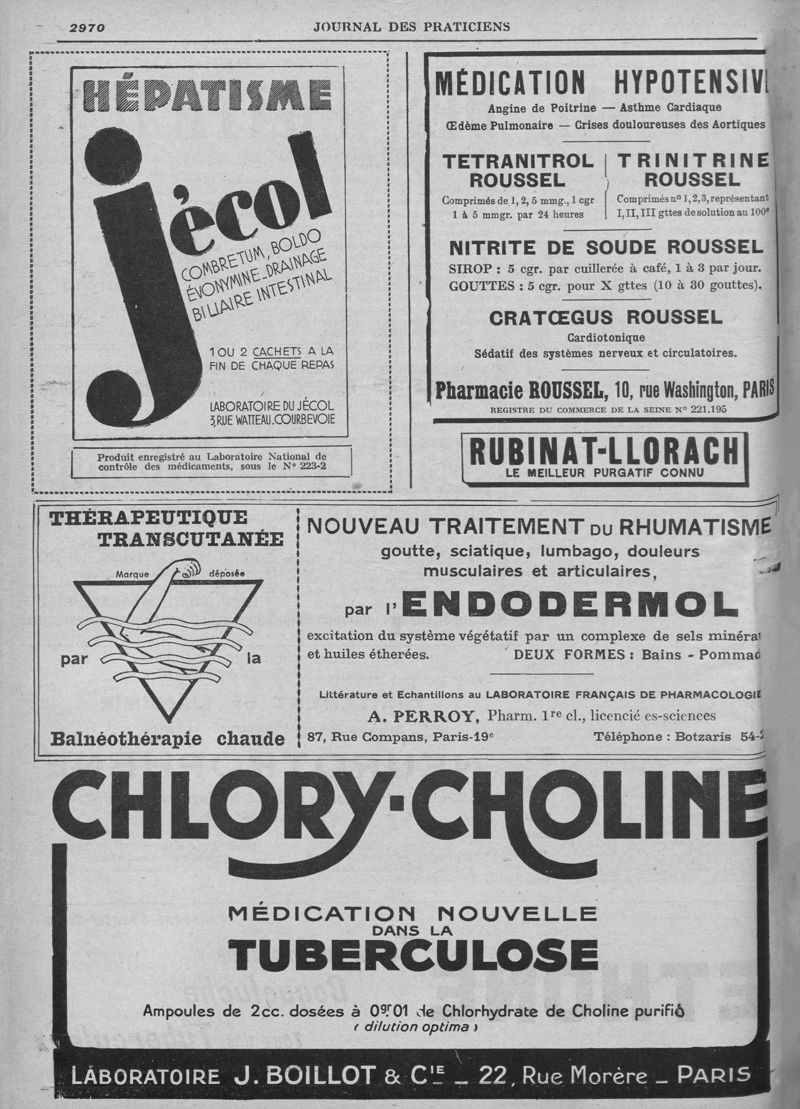 2970
JOURNAL DES PRATICIENS
HÉPATISME
jécol
COMBRETUM, BOLDO
ÉVONYMINE_DRAINAGE
BILIAIRE INTESTINAL
1 OU 2 CACHETS A LA
FIN DE CHAQUE REPAS
LABORATOIRE DU JÉCOL
3, RUE WATTEAU_COURBEVOIE
Produit enregistré au Laboratoire National de
contrôle des médicaments, sous le Nº 223-2
MÉDICATION HYPOTENSIV
Angine de Poitrine — Asthme Cardiaque
Œdème Pulmonaire — Crises douloureuses des Aortiques
TETRANITROL
ROUSSEL
Comprimés de 1, 2, 5 mmg., 1 cgr
1 à 5 mmgr. par 24 heures
TRINITRINE
ROUSSEL
Comprimés nº 1, 2, 3, représentant
I, II, III gttes de solution au 100e
NITRITE DE SOUDE ROUSSEL
SIROP : 5 cgr. par cuillerée à café, 1 à 3 par jour.
GOUTTES : 5 cgr. pour X gttes (10 à 30 gouttes).
CRATŒGUS ROUSSEL
Cardiotonique
Sédatif des systèmes nerveux et circulatoires.
Pharmacie ROUSSEL, 10, rue Washington, PARIS
REGISTRE DU COMMERCE DE LA SEINE Nº 221.195
RUBINAT-LLORACH
LE MEILLEUR PURGATIF CONNU
THÉRAPEUTIQUE
TRANSCUTANÉE
Marque déposée
par la
Balnéothérapie chaude
NOUVEAU TRAITEMENT DU RHUMATISME
goutte, sciatique, lumbago, douleurs
musculaires et articulaires,
par l'ENDODERMOL
excitation du système végétatif par un complexe de sels minéra
et huiles étherées. DEUX FORMES : Bains - Pommad
Littérature et Echantillons au LABORATOIRE FRANÇAIS DE PHARMACOLOGIE
A. PERROY, Pharm. 1re cl., licencié es-sciences
87, Rue Compans, Paris-19e Téléphone : Botzaris 54-2
CHLORY-CHOLINE
MÉDICATION NOUVELLE
DANS LA
TUBERCULOSE
Ampoules de 2cc. dosées à 0gr.01 de Chlorhydrate de Choline purifié
(dilution optima)
LABORATOIRE J. BOILLOT & CIE _ 22, Rue Morère _ PARIS